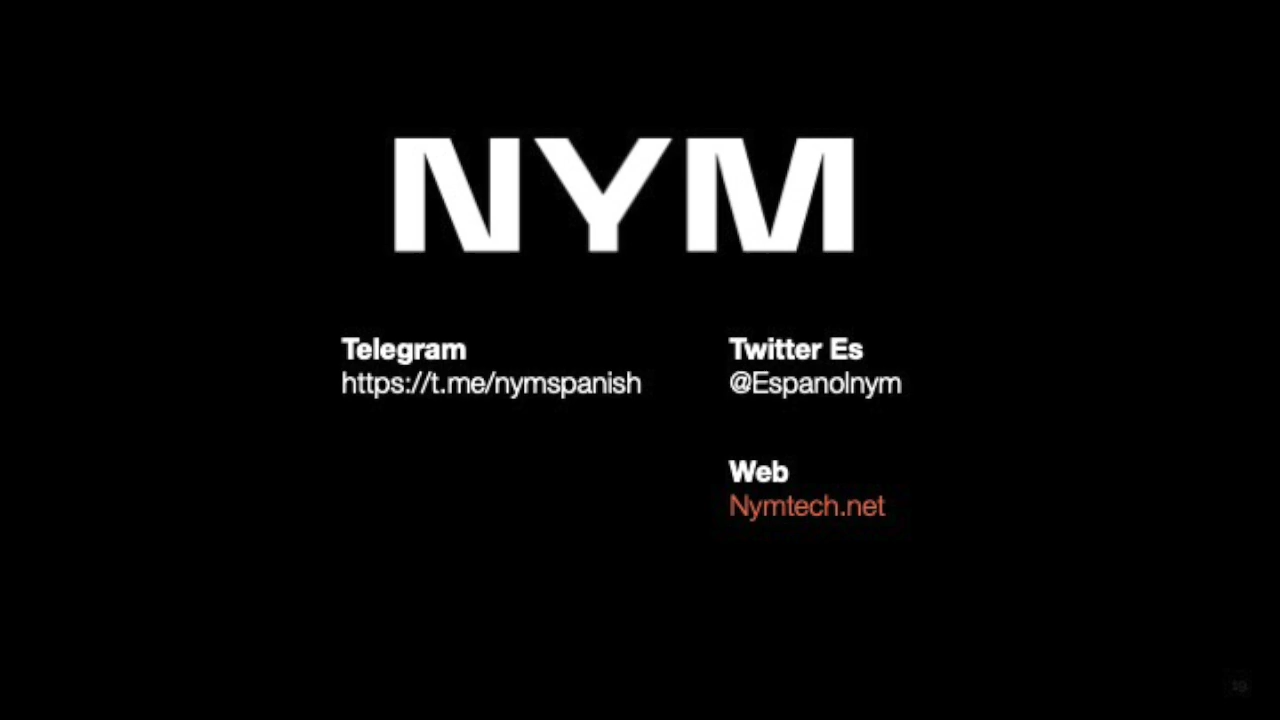 NYM
Telegram
https://t.me/nymspanish
Twitter Es
@Espanolnym
Web
Nymtech.net